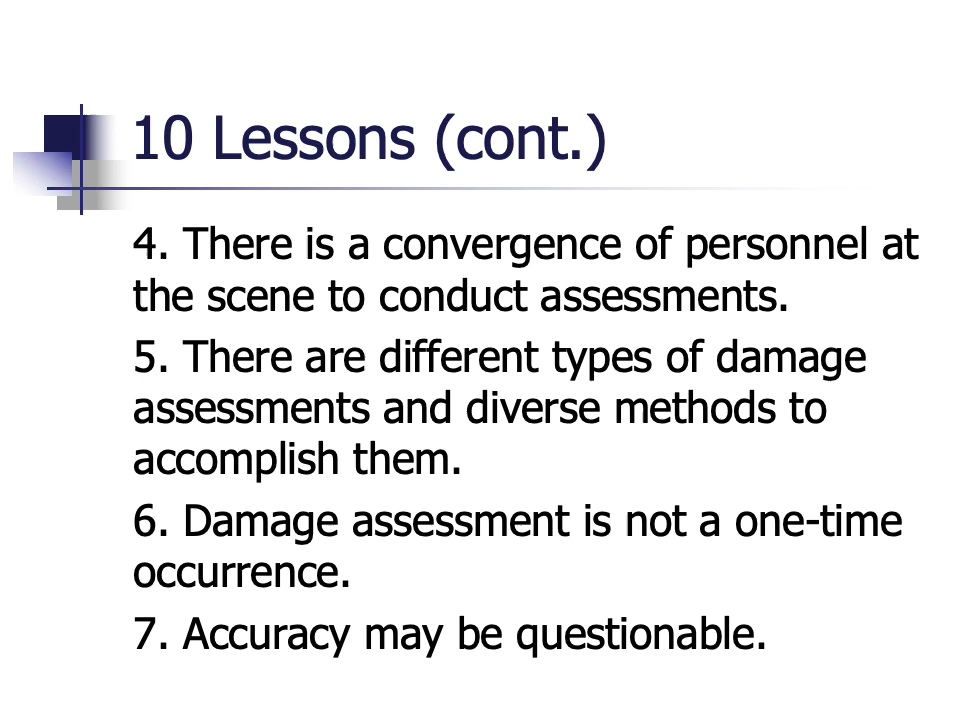 10 Lessons (cont.)
4. There is a convergence of personnel at
the scene to conduct assessments.
5. There are different types of damage
assessments and diverse methods to
accomplish them.
6. Damage assessment is not a one-time
occurrence.
7. Accuracy may be questionable.